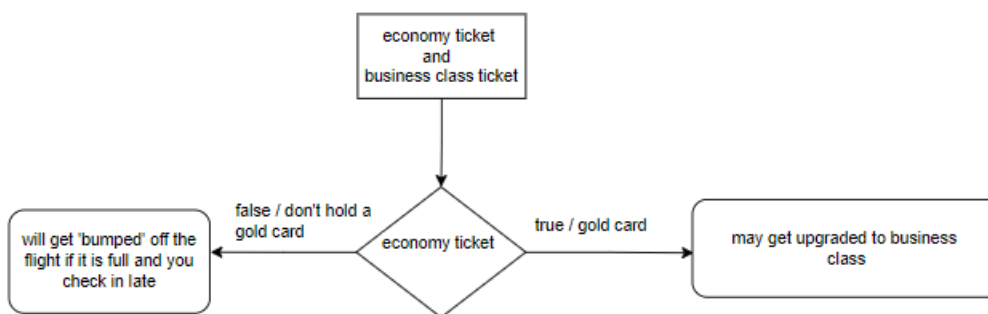 economy ticket
and
business class ticket
false / don't hold a
gold card
true / gold card
economy ticket
will get 'bumped' off the
flight if it is full and you
check in late
may get upgraded to business
class